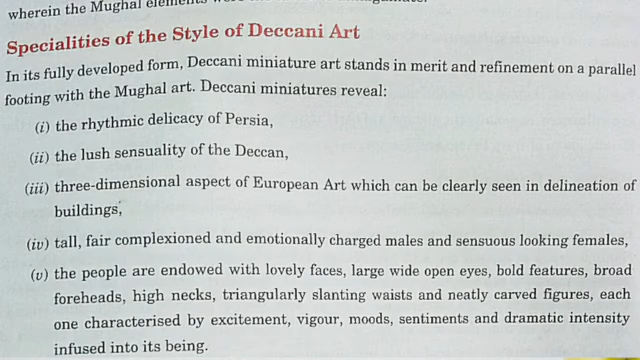 wherein the Mughal elements
Specialities of the Style of Deccani Art
In its fully developed form, Deccani miniature art stands in merit and refinement on a parallel
footing with the Mughal art. Deccani miniatures reveal:
(i) the rhythmic delicacy of Persia,
(ii) the lush sensuality of the Deccan,
(iii) three-dimensional aspect of European Art which can be clearly seen in delineation of
buildings,
(iv) tall, fair complexioned and emotionally charged males and sensuous looking females,
(v) the people are endowed with lovely faces, large wide open eyes, bold features, broad
foreheads, high necks, triangularly slanting waists and neatly carved figures, each
one characterised by excitement, vigour, moods, sentiments and dramatic intensity
infused into its being.